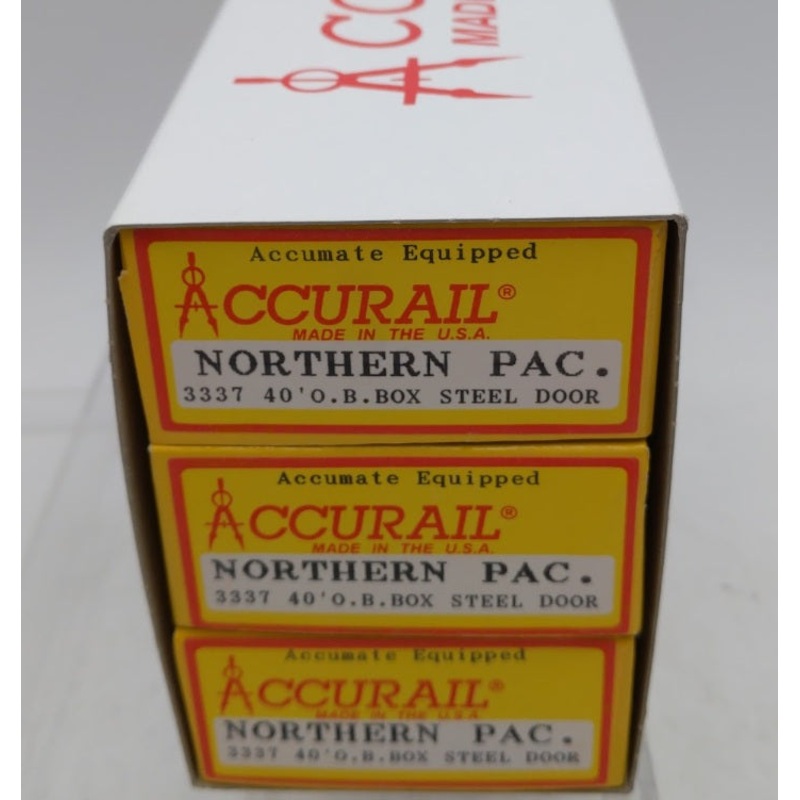 ACC
MADE
Accumate Equipped
ACCURAIL®
MADE IN THE U.S.A.
NORTHERN PAC.
3337 40'O.B.BOX STEEL DOOR
Accumate Equipped
ACCURAIL®
MADE IN THE U.S.A.
NORTHERN PAC.
3337 40'O.B.BOX STEEL DOOR
Accumate Equipped
ACCURAIL®
MADE IN THE U.S.A.
NORTHERN PAC.
3337 40'O.B.BOX STEEL DOOR